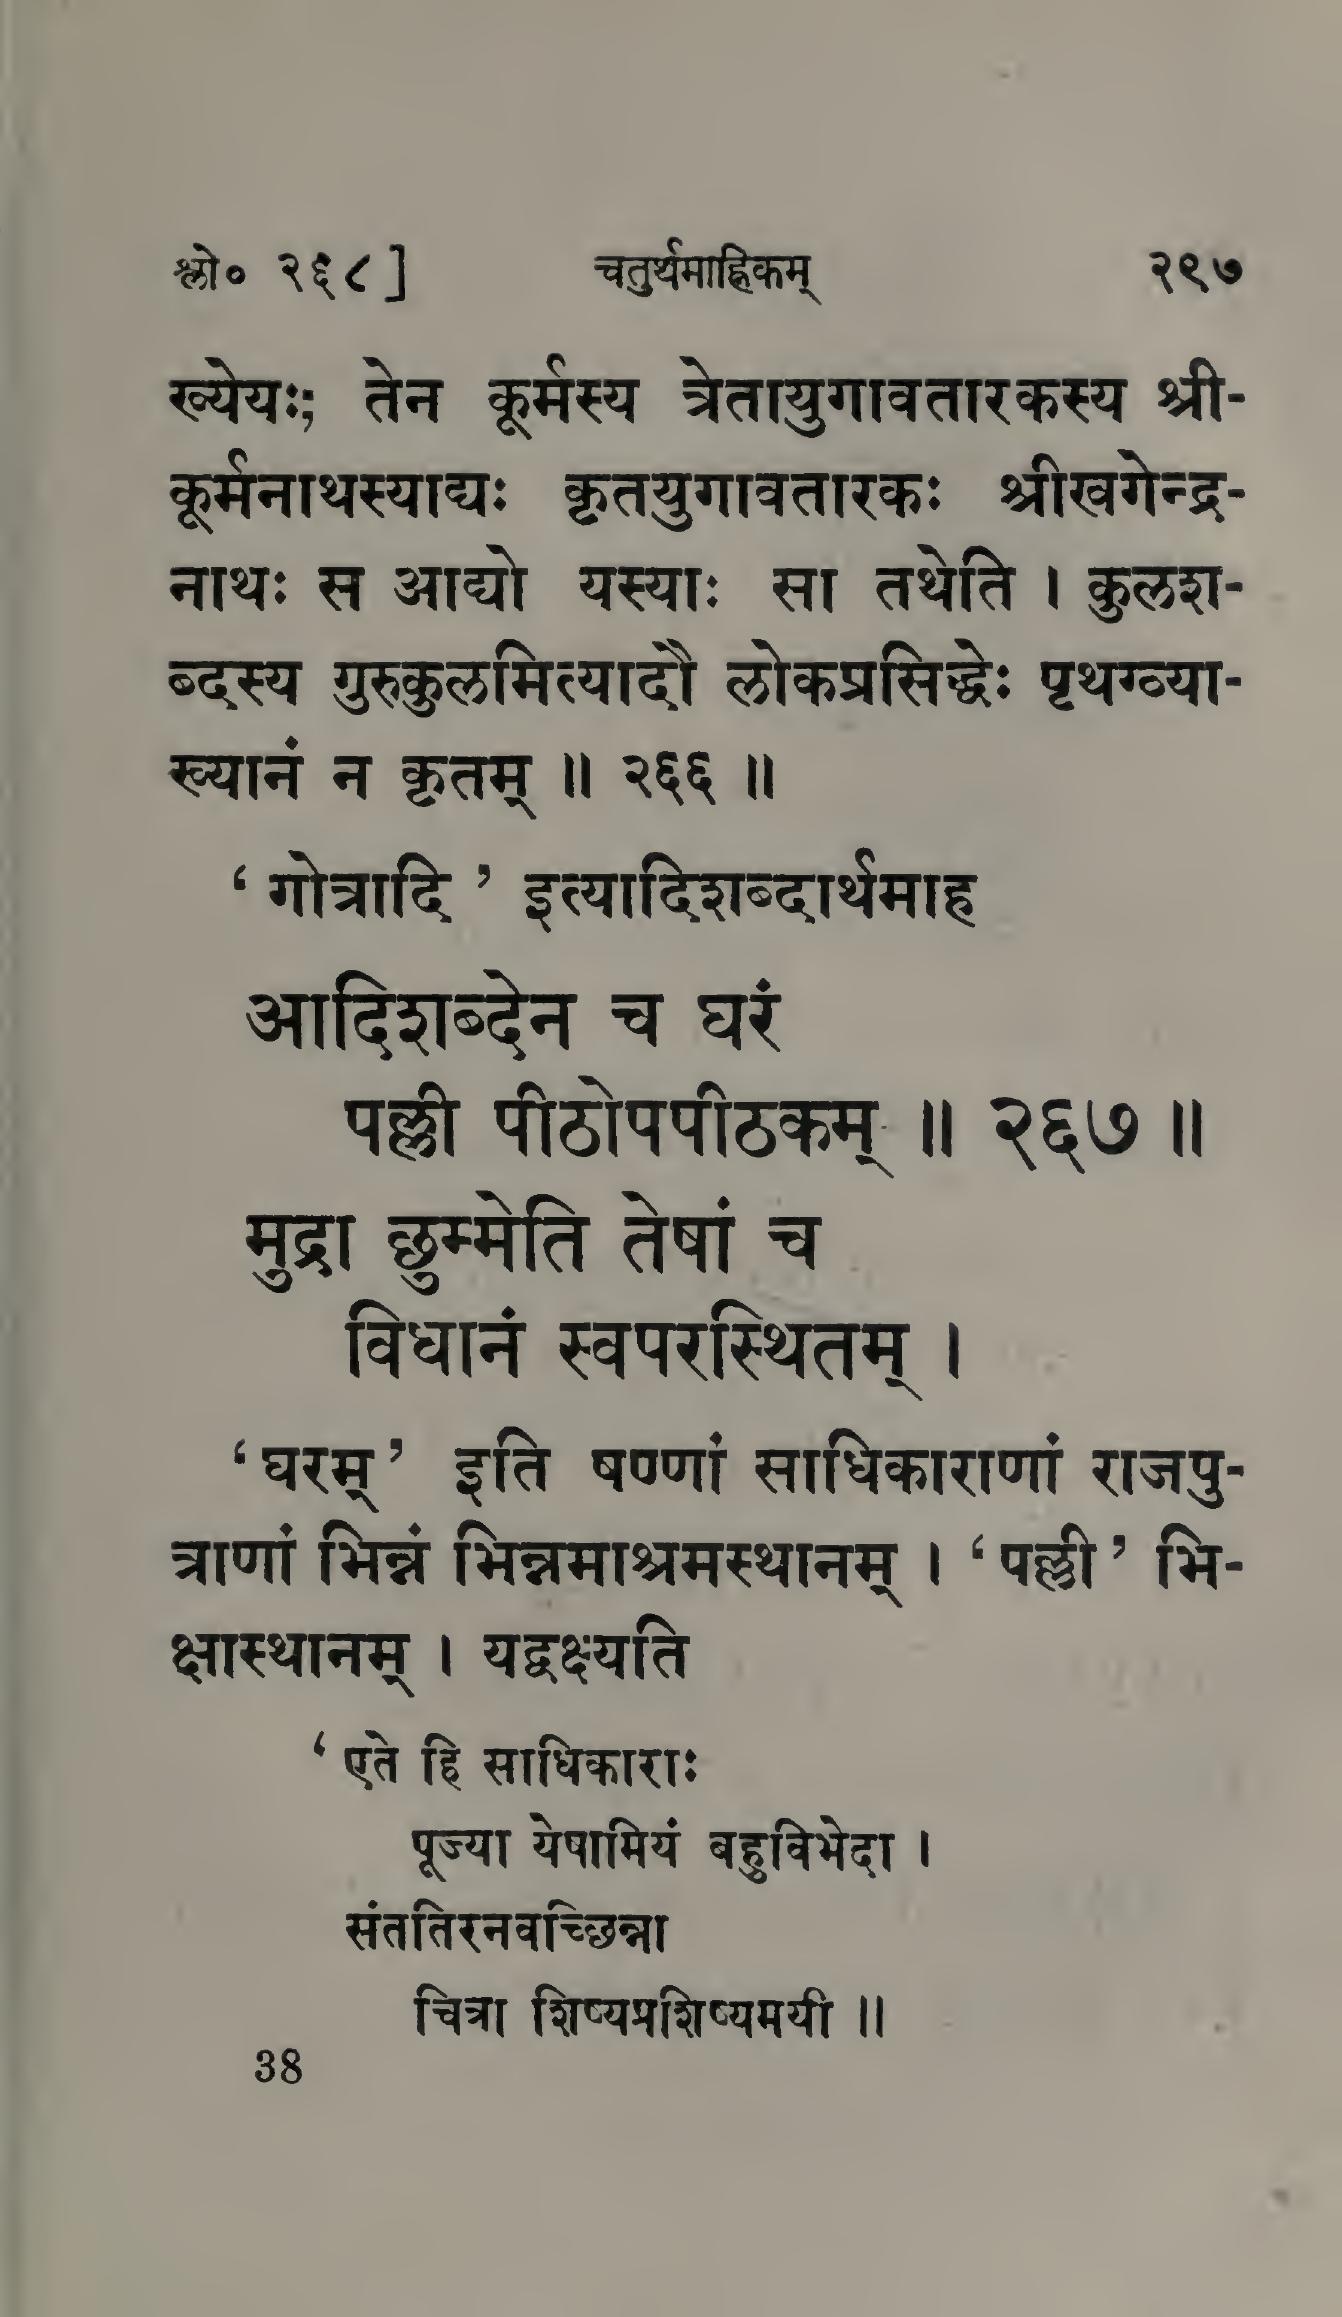 श्लो० २६८]    चतुर्थमाह्निकम्    २९७
ख्येयः; तेन कूर्मस्य त्रेतायुगावतारकस्य श्री-
कूर्मनाथस्याद्यः कृतयुगावतारकः श्रीखगेन्द्र-
नाथः स आद्यो यस्याः सा तथेति । कुलश-
ब्दस्य गुरुकुलमित्यादौ लोकप्रसिद्धेः पृथग्व्या-
ख्यानं न कृतम् ॥ २६६ ॥
‘ गोत्रादि ’ इत्यादिशब्दार्थमाह
आदिशब्देन च घरं
पल्ली पीठोपपीठकम् ॥ २६७ ॥
मुद्रा छुम्मेति तेषां च
विधानं स्वपरस्थितम् ।
‘ घरम् ’ इति षण्णां साधिकाराणां राजपु-
त्राणां भिन्नं भिन्नमाश्रमस्थानम् । ‘ पल्ली ’ भि-
क्षास्थानम् । यद्वक्ष्यति
‘ एते हि साधिकाराः
पूज्या येषामियं बहुविभेदा ।
संततिरनवच्छिन्ना
चित्रा शिष्यप्रशिष्यमयी ॥
38